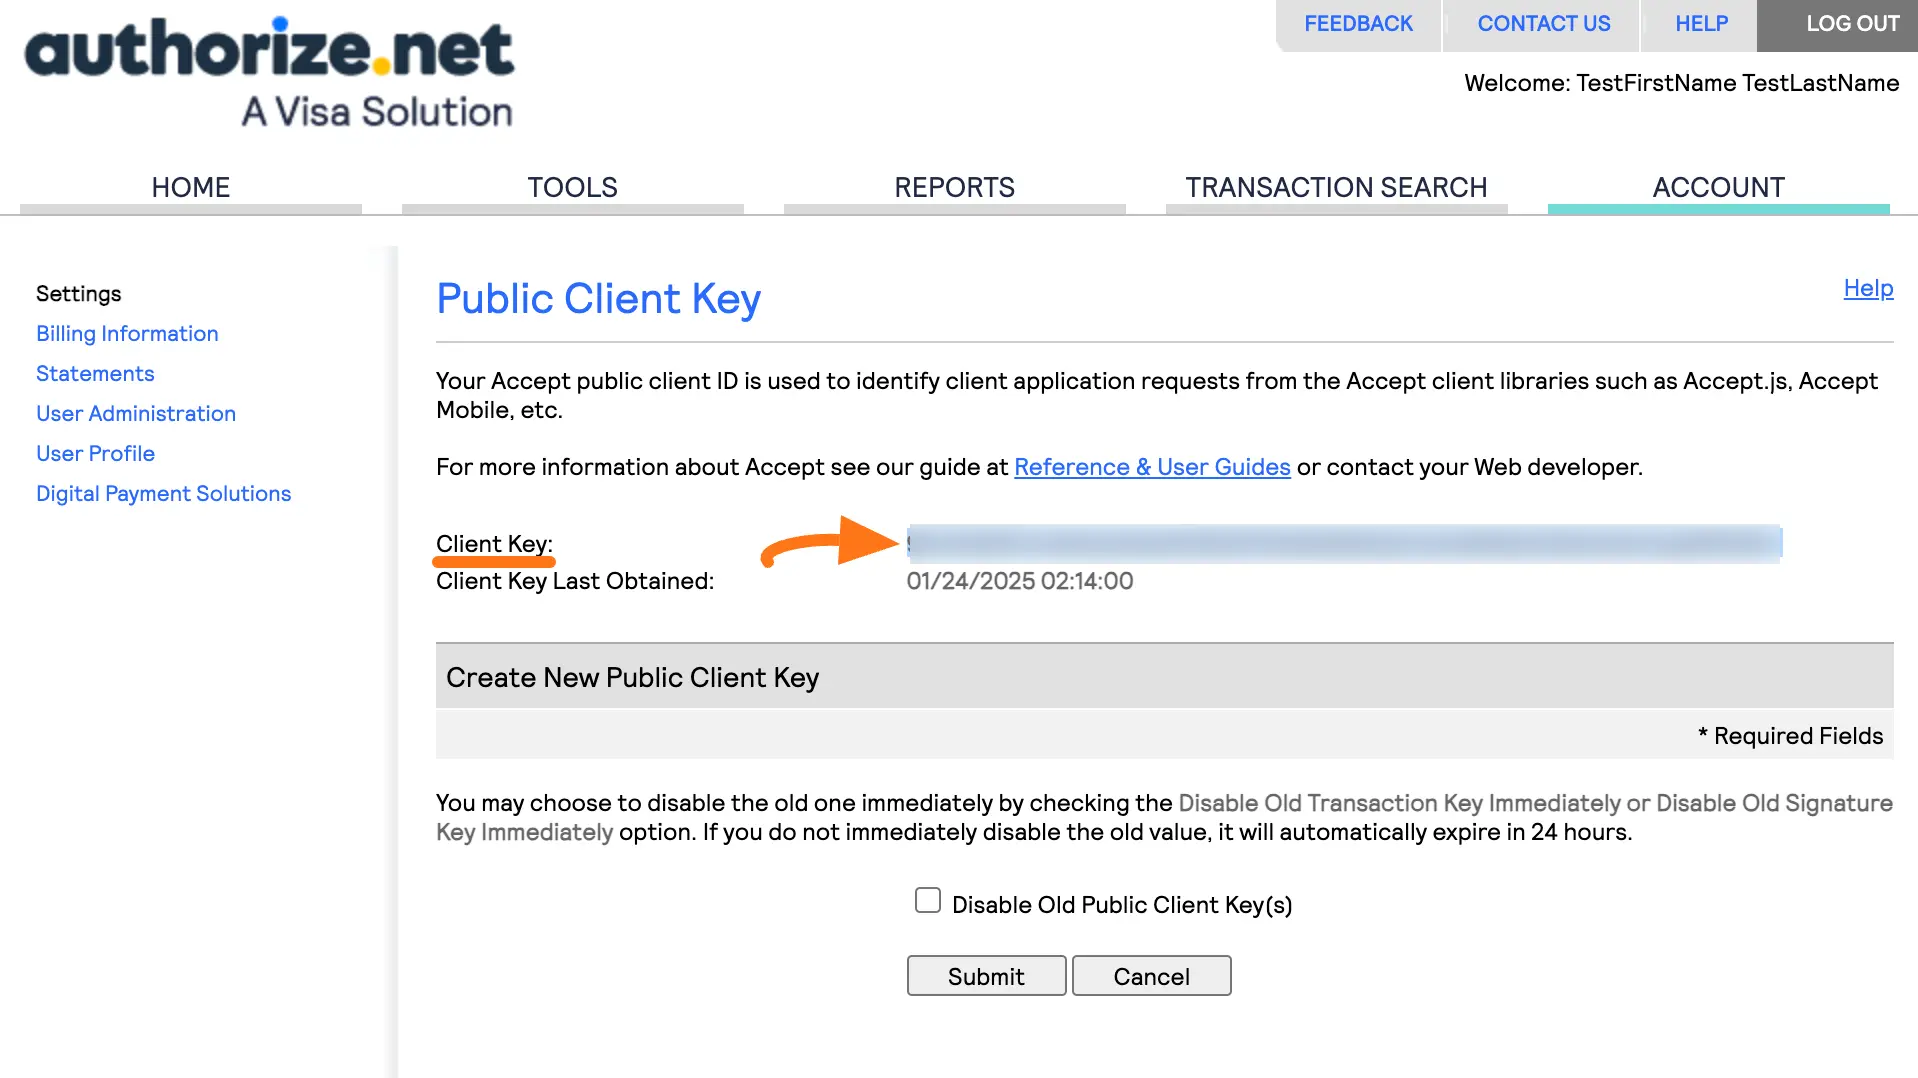 authorize.net
A Visa Solution
FEEDBACK
CONTACT US
HELP
LOG OUT
Welcome: TestFirstName TestLastName
HOME
TOOLS
REPORTS
TRANSACTION SEARCH
ACCOUNT
Settings
Billing Information
Statements
User Administration
User Profile
Digital Payment Solutions
Public Client Key
Help
Your Accept public client ID is used to identify client application requests from the Accept client libraries such as Accept.js, Accept
Mobile, etc.
For more information about Accept see our guide at Reference & User Guides or contact your Web developer.
Client Key:
Client Key Last Obtained:
01/24/2025 02:14:00
Create New Public Client Key
* Required Fields
You may choose to disable the old one immediately by checking the Disable Old Transaction Key Immediately or Disable Old Signature
Key Immediately option. If you do not immediately disable the old value, it will automatically expire in 24 hours.
Disable Old Public Client Key(s)
Submit
Cancel